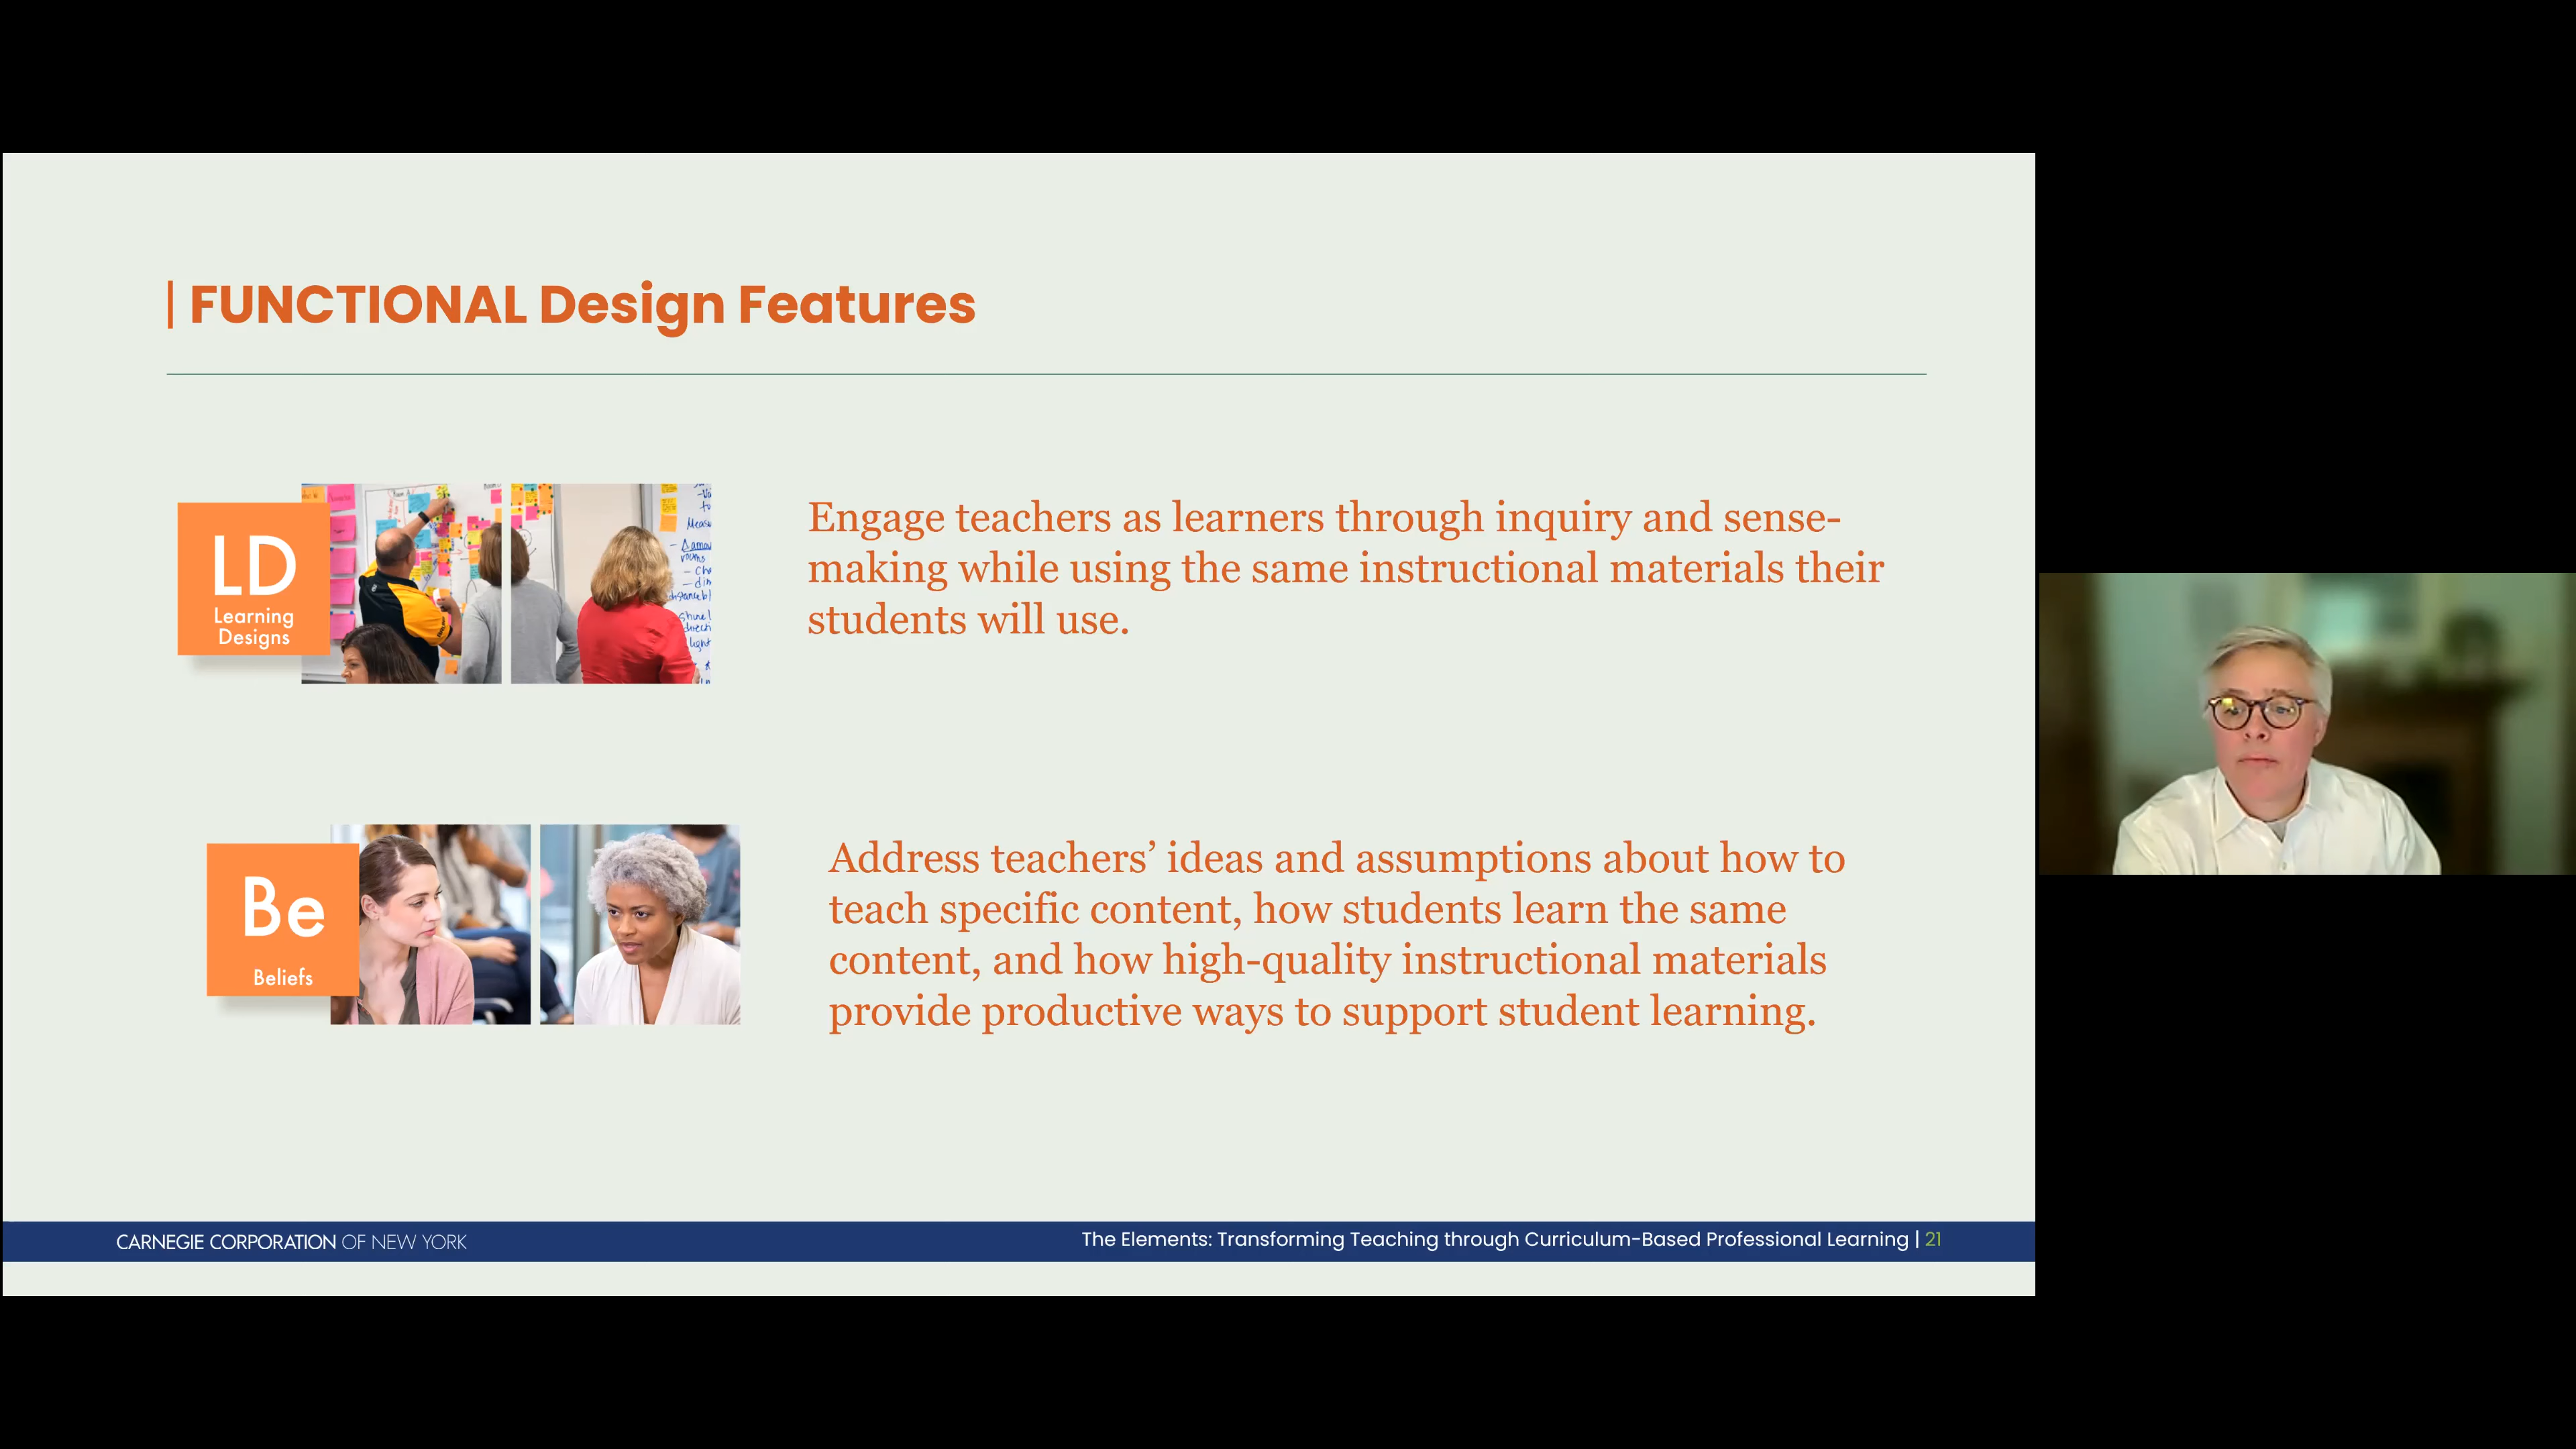 | FUNCTIONAL Design Features
LD
Learning
Designs
Engage teachers as learners through inquiry and sense-
making while using the same instructional materials their
students will use.
Be
Beliefs
Address teachers’ ideas and assumptions about how to
teach specific content, how students learn the same
content, and how high-quality instructional materials
provide productive ways to support student learning.
CARNEGIE CORPORATION OF NEW YORK
The Elements: Transforming Teaching through Curriculum-Based Professional Learning | 21